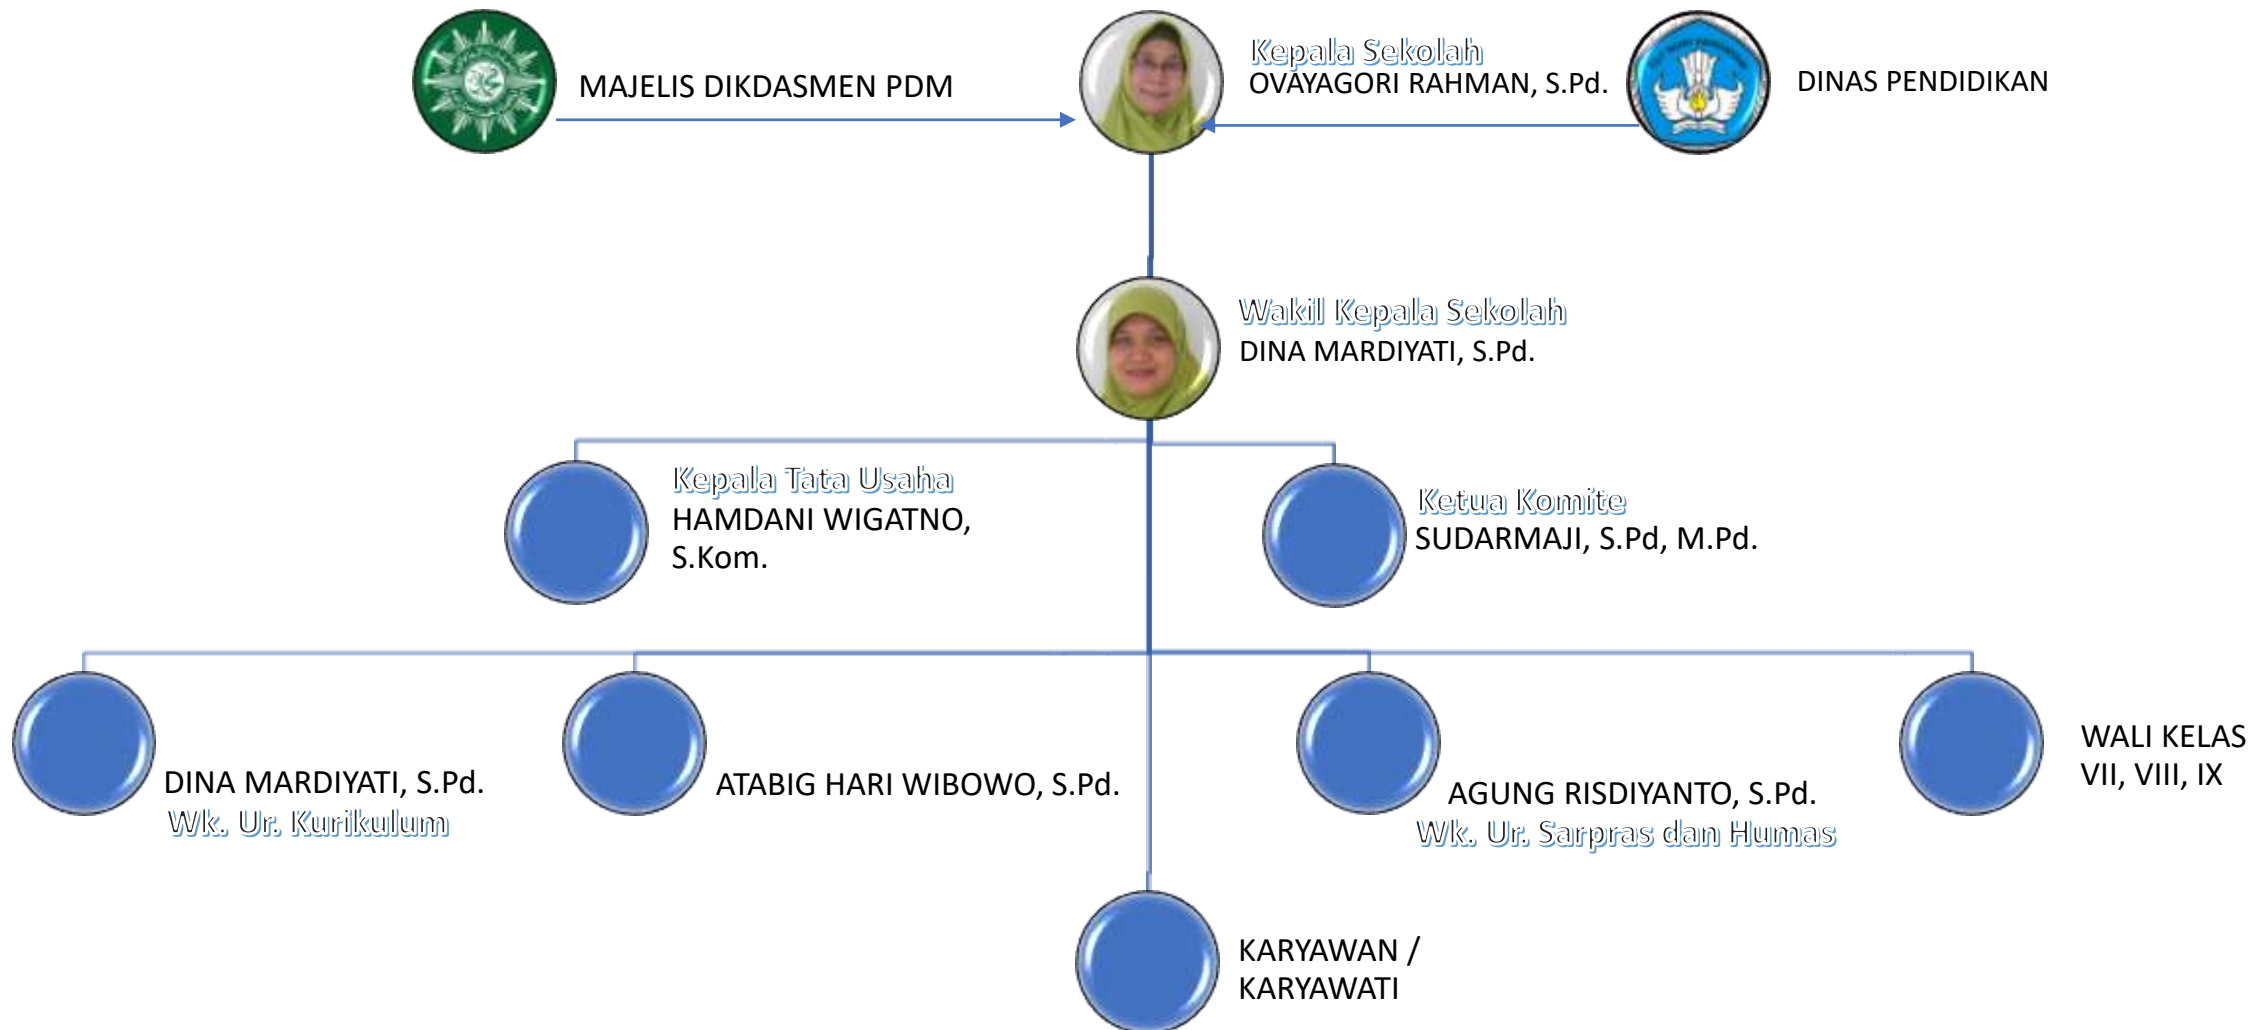 MAJELIS DIKDASMEN PDM
Kepala Sekolah
OVAYAGORI RAHMAN, S.Pd.
DINAS PENDIDIKAN
Wakil Kepala Sekolah
DINA MARDIYATI, S.Pd.
Kepala Tata Usaha
HAMDANI WIGATNO,
S.Kom.
Ketua Komite
SUDARMAJI, S.Pd, M.Pd.
DINA MARDIYATI, S.Pd.
Wk. Ur. Kurikulum
ATABIG HARI WIBOWO, S.Pd.
AGUNG RISDIYANTO, S.Pd.
Wk. Ur. Sarpras dan Humas
WALI KELAS
VII, VIII, IX
KARYAWAN /
KARYAWATI